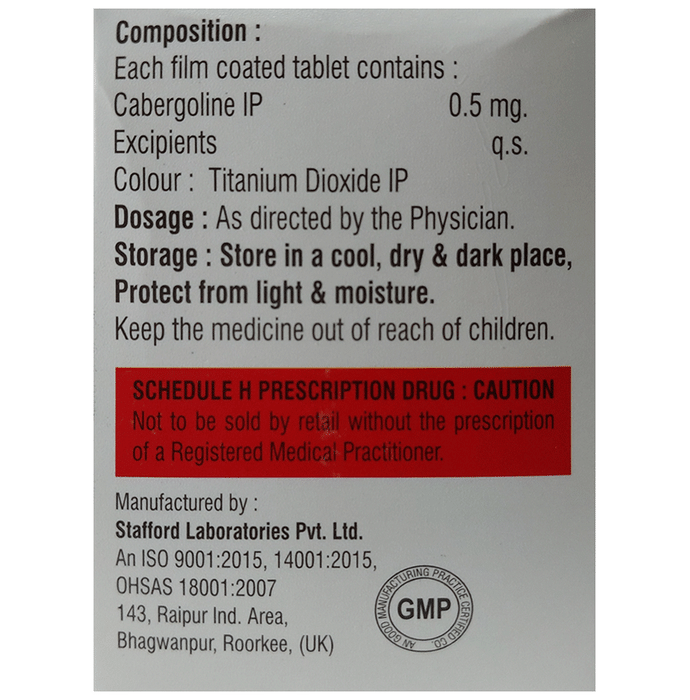 Composition :
Each film coated tablet contains :
Cabergoline IP 0.5 mg.
Excipients q.s.
Colour : Titanium Dioxide IP
Dosage : As directed by the Physician.
Storage : Store in a cool, dry & dark place,
Protect from light & moisture.
Keep the medicine out of reach of children.
SCHEDULE H PRESCRIPTION DRUG : CAUTION
Not to be sold by retail without the prescription
of a Registered Medical Practitioner.
Manufactured by :
Stafford Laboratories Pvt. Ltd.
An ISO 9001:2015, 14001:2015,
OHSAS 18001:2007
143, Raipur Ind. Area,
Bhagwanpur, Roorkee, (UK)
AN GOOD MANUFACTURING PRACTICE CERTIFIED CO.
GMP